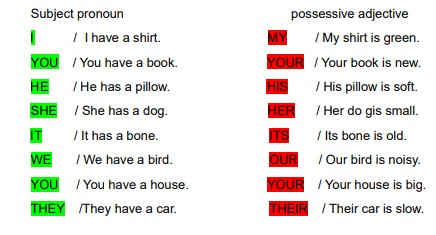 Subject pronoun possessive adjective
I / I have a shirt. MY / My shirt is green.
YOU / You have a book. YOUR / Your book is new.
HE / He has a pillow. HIS / His pillow is soft.
SHE / She has a dog. HER / Her do gis small.
IT / It has a bone. ITS / Its bone is old.
WE / We have a bird. OUR / Our bird is noisy.
YOU / You have a house. YOUR / Your house is big.
THEY /They have a car. THEIR / Their car is slow.